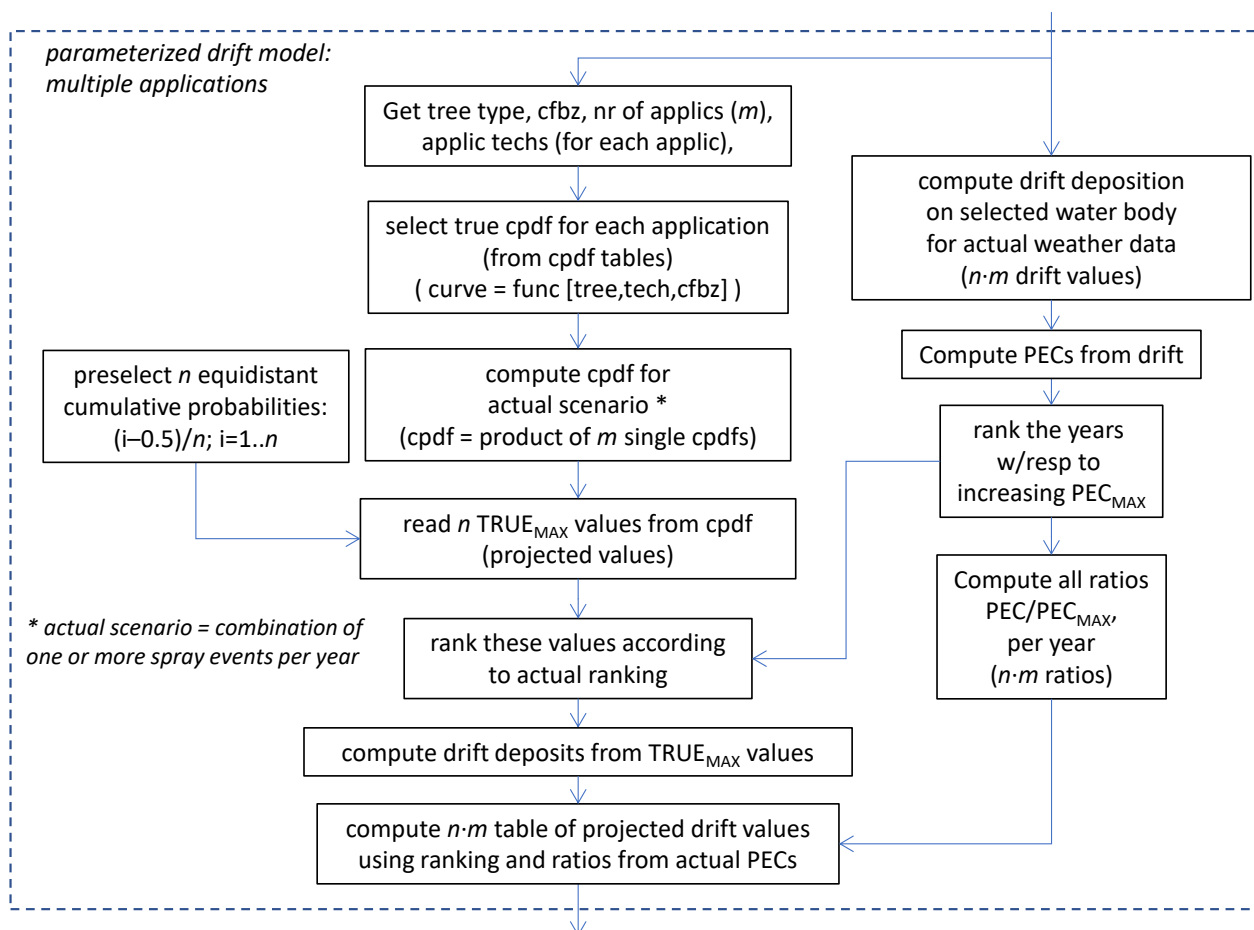 parameterized drift model:
multiple applications
Get tree type, cfbz, nr of applics (m),
applic techs (for each applic),
select true cpdf for each application
(from cpdf tables)
( curve = func [tree,tech,cfbz] )
preselect n equidistant
cumulative probabilities:
(i–0.5)/n; i=1..n
compute cpdf for
actual scenario *
(cpdf = product of m single cpdfs)
read n TRUEMAX values from cpdf
(projected values)
* actual scenario = combination of
one or more spray events per year
rank these values according
to actual ranking
compute drift deposits from TRUEMAX values
compute n·m table of projected drift values
using ranking and ratios from actual PECs
compute drift deposition
on selected water body
for actual weather data
(n·m drift values)
Compute PECs from drift
rank the years
w/resp to
increasing PECMAX
Compute all ratios
PEC/PECMAX,
per year
(n·m ratios)